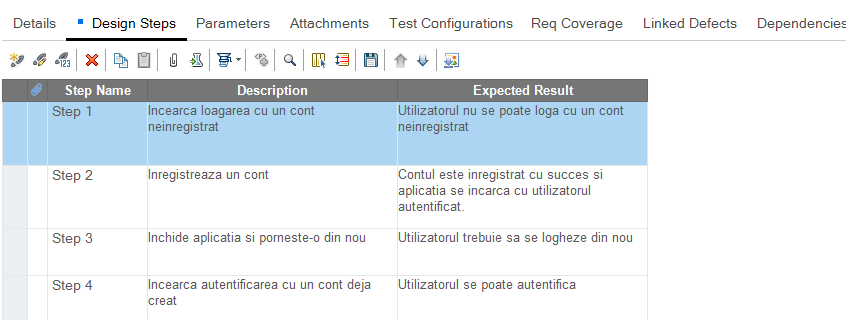 Details Design Steps Parameters Attachments Test Configurations Req Coverage Linked Defects Dependencies
Step Name Description Expected Result
Step 1 Incearca loagarea cu un cont Utilizatorul nu se poate loga cu un cont
neinregistrat neinregistrat
Step 2 Inregistreaza un cont Contul este inregistrat cu succes si
aplicatia se incarca cu utilizatorul
autentificat.
Step 3 Inchide aplicatia si porneste-o din nou Utilizatorul trebuie sa se logheze din nou
Step 4 Incearca autentificarea cu un cont deja Utilizatorul se poate autentifica
creat